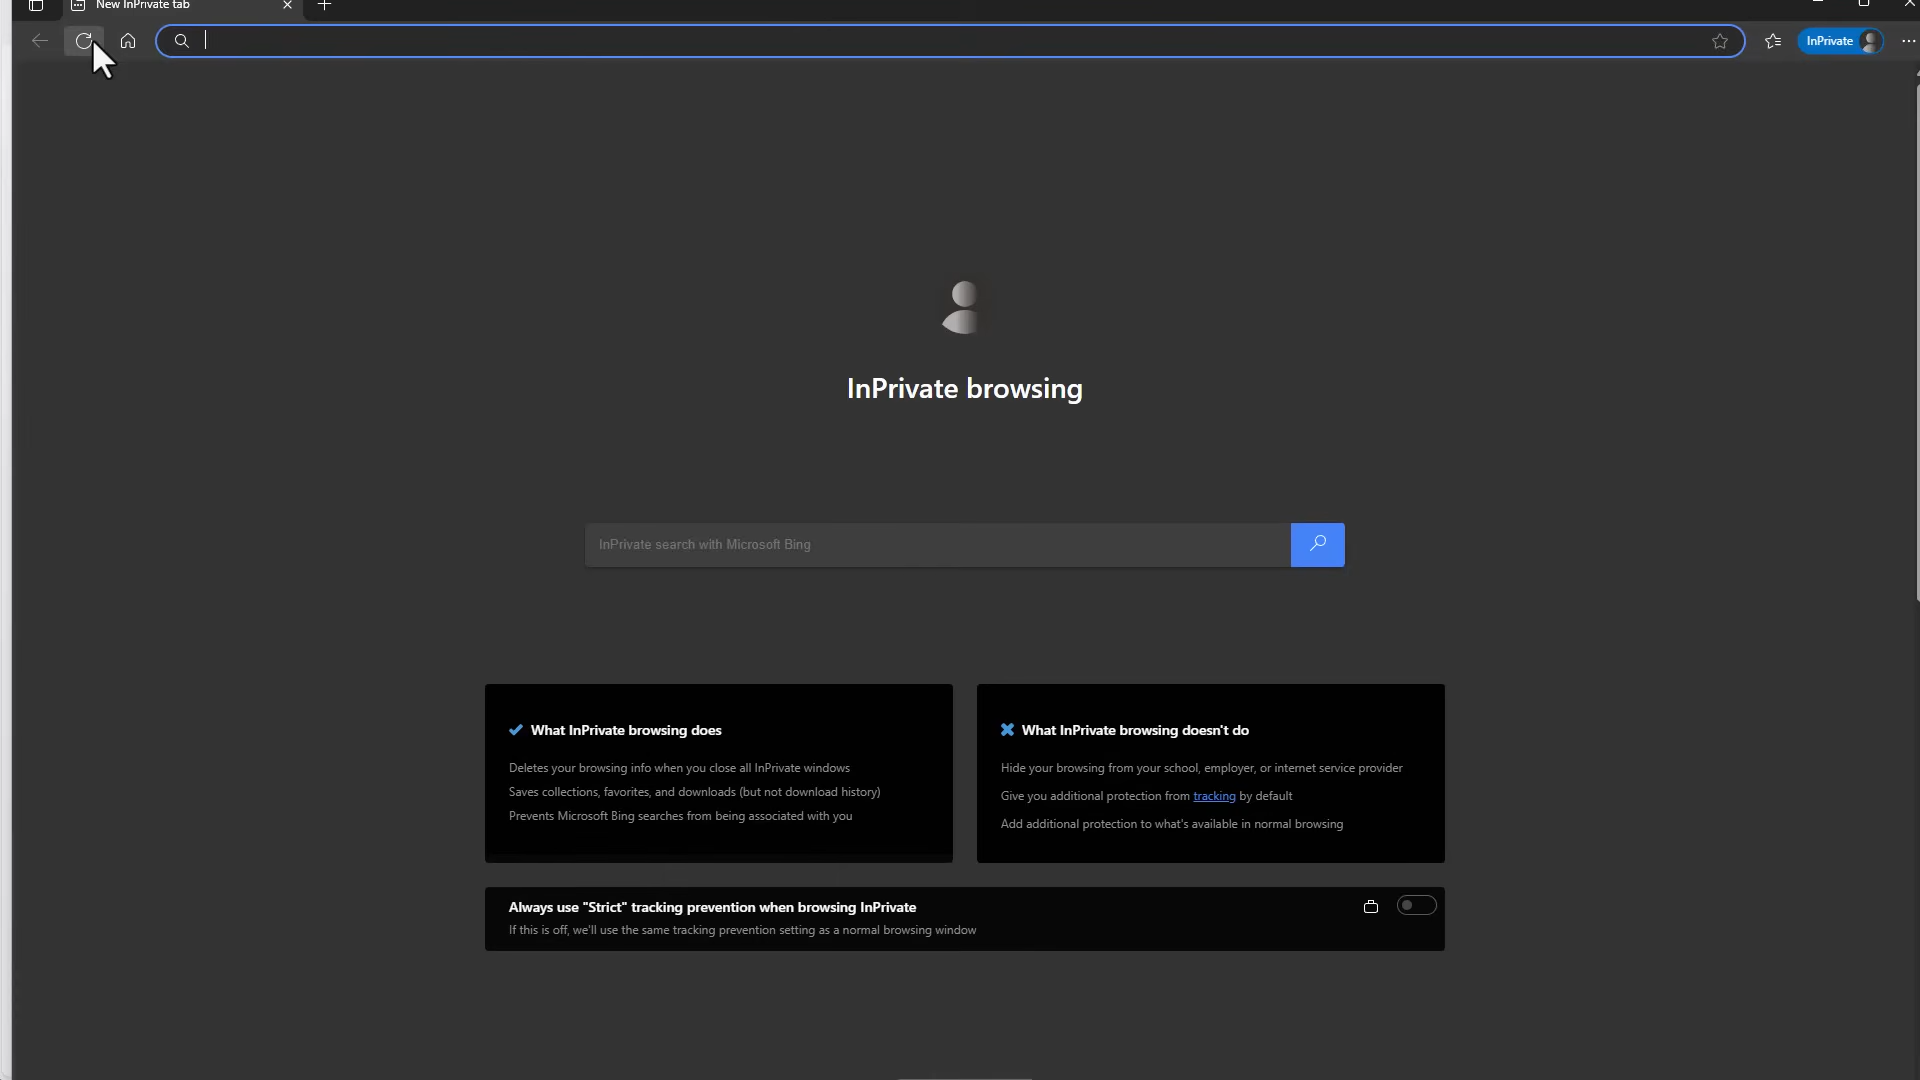 New InPrivate tab
InPrivate
InPrivate browsing
InPrivate search with Microsoft Bing
What InPrivate browsing does
Deletes your browsing info when you close all InPrivate windows
Saves collections, favorites, and downloads (but not download history)
Prevents Microsoft Bing searches from being associated with you
What InPrivate browsing doesn't do
Hide your browsing from your school, employer, or internet service provider
Give you additional protection from tracking by default
Add additional protection to what's available in normal browsing
Always use "Strict" tracking prevention when browsing InPrivate
If this is off, we'll use the same tracking prevention setting as a normal browsing window